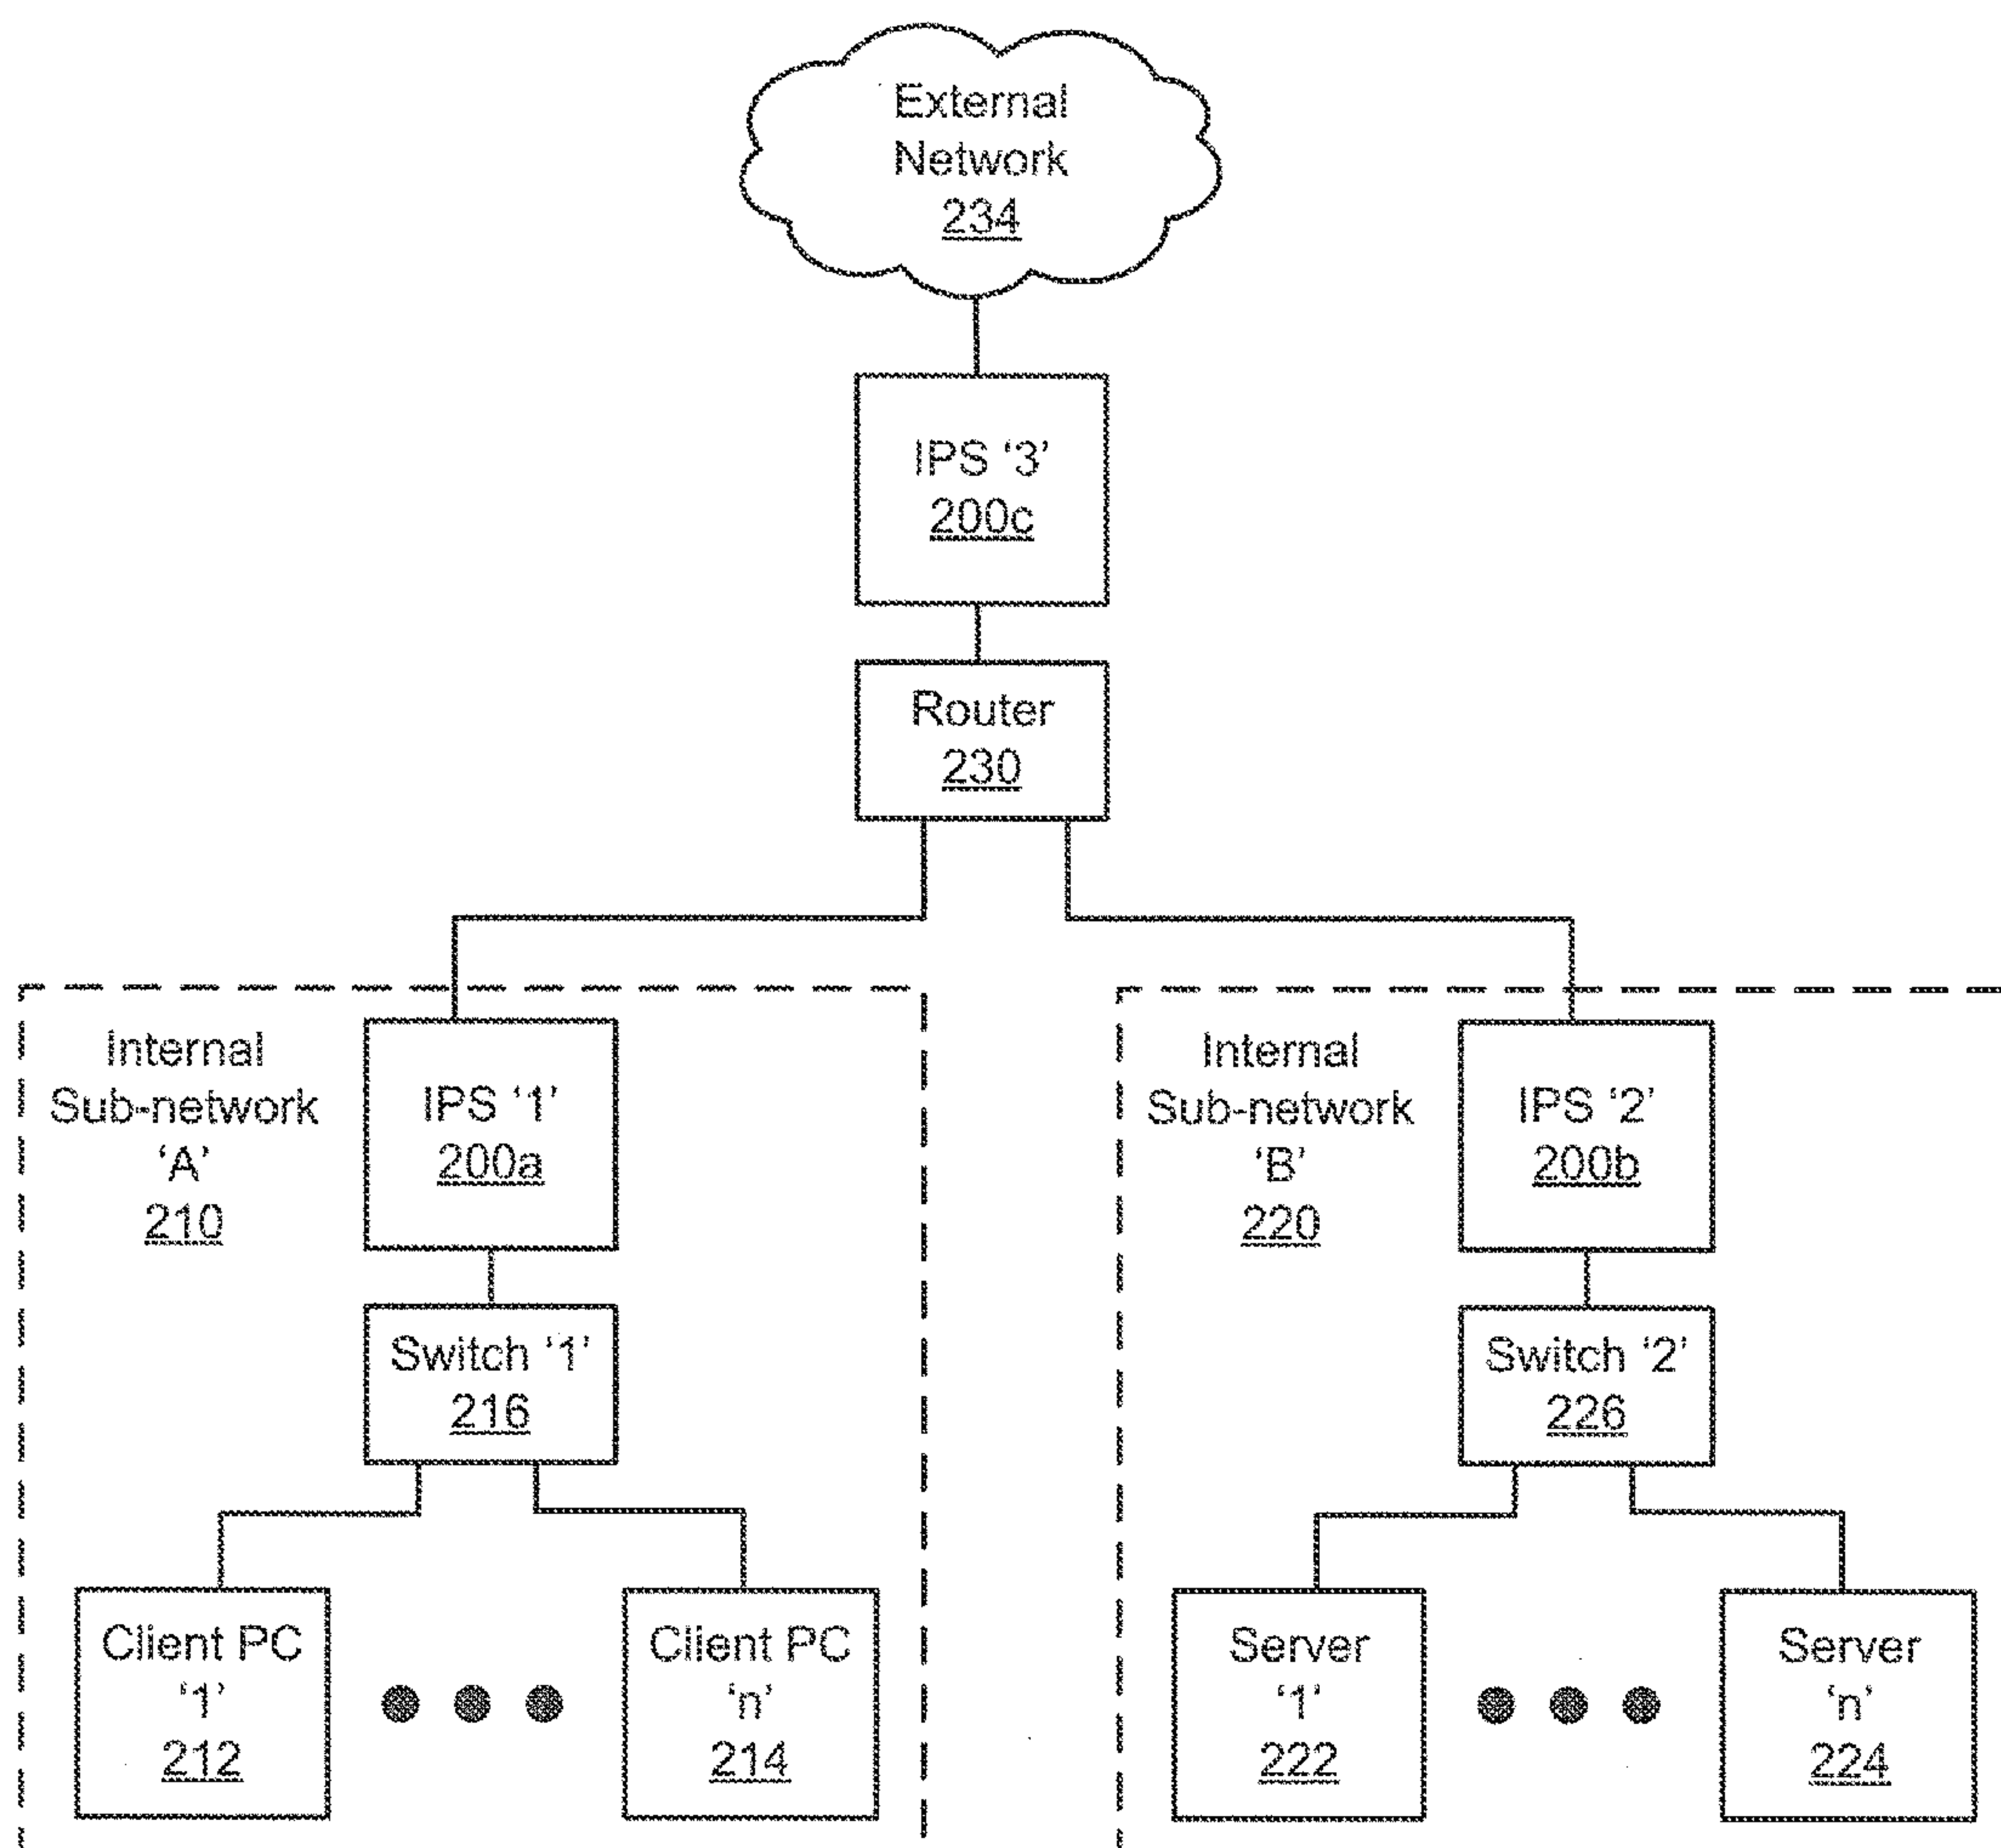 External
Network
234
IPS ‘3’
200c
Router
230
Internal
Sub-network
‘A’
210
IPS ‘1’
200a
Switch ‘1’
216
Client PC
‘1’
212
Client PC
‘n’
214
Internal
Sub-network
‘B’
220
IPS ‘2’
200b
Switch ‘2’
226
Server
‘1’
222
Server
‘n’
224